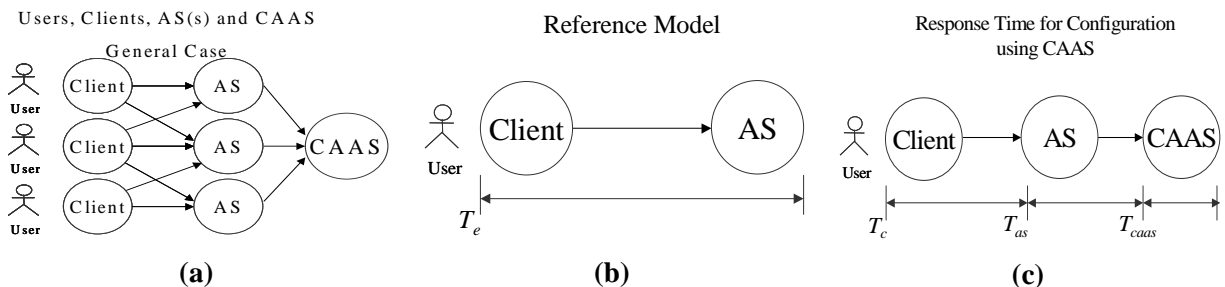 Users, Clients, AS(s) and CAAS
General Case
User
Client
AS
User
Client
AS
CAAS
User
Client
AS
(a)
Reference Model
User
Client
AS
T_e
(b)
Response Time for Configuration
using CAAS
User
Client
AS
CAAS
T_c
T_as
T_caas
(c)